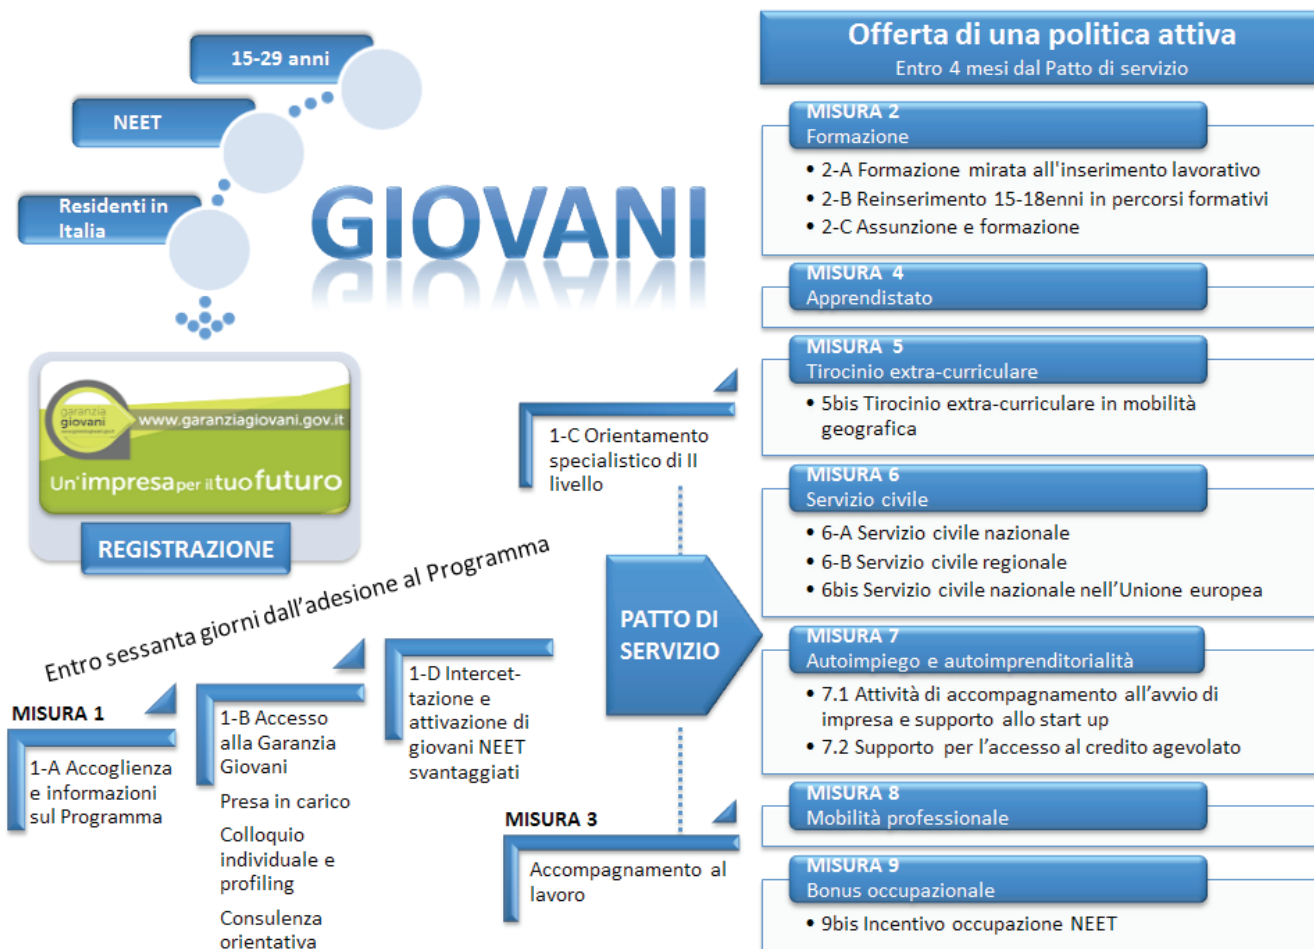 15-29 anni
NEET
Residenti in
Italia
GIOVANI
garanzia
giovani
www.garanziagiovani.gov.it
Un'impresa per il tuo futuro
REGISTRAZIONE
Entro sessanta giorni dall'adesione al Programma
MISURA 1
1-A Accoglienza
e informazioni
sul Programma
1-B Accesso
alla Garanzia
Giovani
Presa in carico
Colloquio
individuale e
profiling
Consulenza
orientativa
1-D Intercet-
tazione e
attivazione di
giovani NEET
svantaggiati
1-C Orientamento
specialistico di II
livello
PATTO DI
SERVIZIO
MISURA 3
Accompagnamento al
lavoro
Offerta di una politica attiva
Entro 4 mesi dal Patto di servizio
MISURA 2
Formazione
• 2-A Formazione mirata all'inserimento lavorativo
• 2-B Reinserimento 15-18enni in percorsi formativi
• 2-C Assunzione e formazione
MISURA 4
Apprendistato
MISURA 5
Tirocinio extra-curriculare
• 5bis Tirocinio extra-curriculare in mobilità
geografica
MISURA 6
Servizio civile
• 6-A Servizio civile nazionale
• 6-B Servizio civile regionale
• 6bis Servizio civile nazionale nell'Unione europea
MISURA 7
Autoimpiego e autoimprenditorialità
• 7.1 Attività di accompagnamento all'avvio di
impresa e supporto allo start up
• 7.2 Supporto per l'accesso al credito agevolato
MISURA 8
Mobilità professionale
MISURA 9
Bonus occupazionale
• 9bis Incentivo occupazione NEET